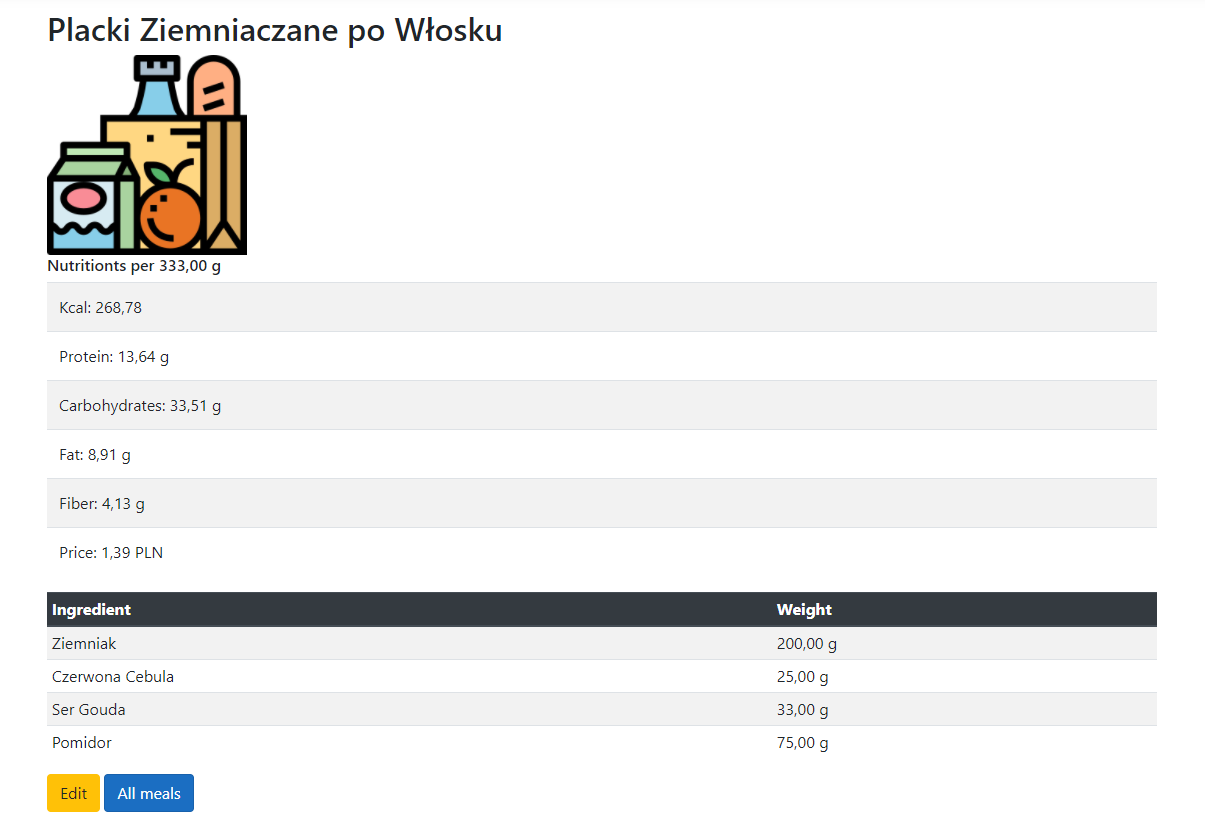 Placki Ziemniaczane po Włosku
Nutritionts per 333,00 g
Kcal: 268,78
Protein: 13,64 g
Carbohydrates: 33,51 g
Fat: 8,91 g
Fiber: 4,13 g
Price: 1,39 PLN
Ingredient Weight
Ziemniak 200,00 g
Czerwona Cebula 25,00 g
Ser Gouda 33,00 g
Pomidor 75,00 g
Edit All meals